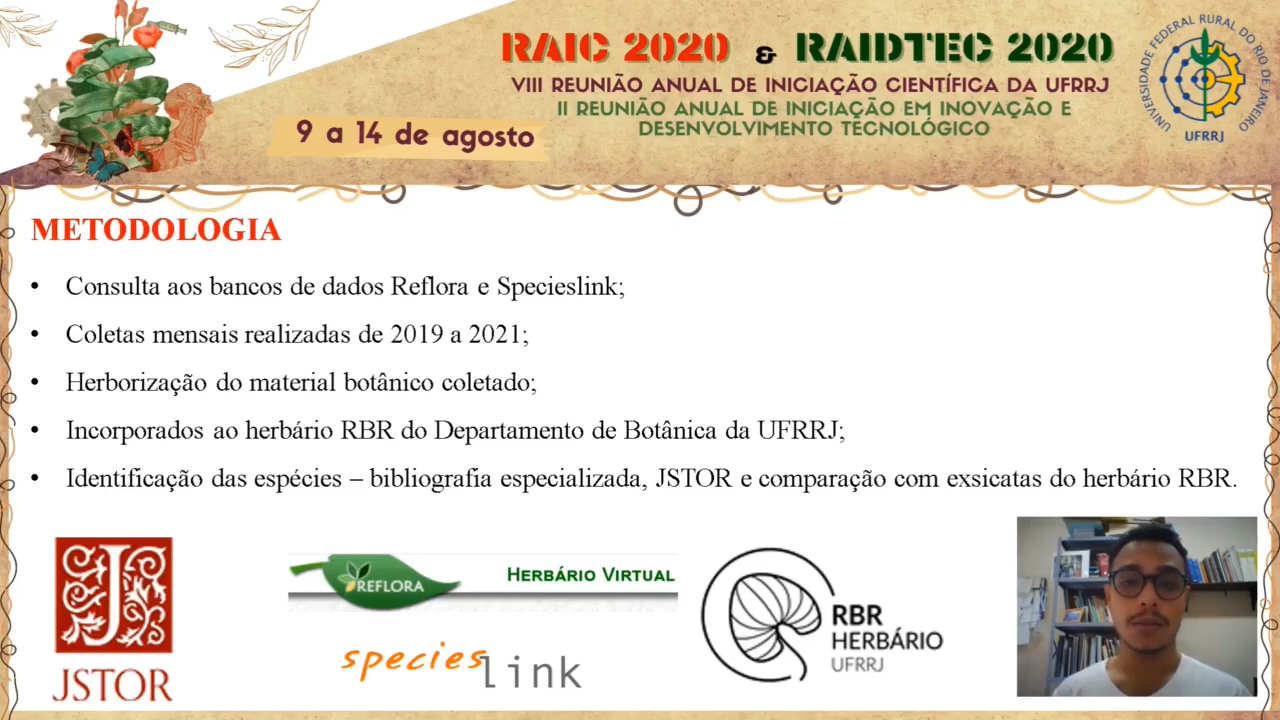 RAIC 2020 & RAIDTEC 2020
VIII REUNIÃO ANUAL DE INICIAÇÃO CIENTÍFICA DA UFRRJ
II REUNIÃO ANUAL DE INICIAÇÃO EM INOVAÇÃO E
DESENVOLVIMENTO TECNOLÓGICO
9 a 14 de agosto
UNIVERSIDADE FEDERAL RURAL DO RIO DE JANEIRO
UFRRJ
METODOLOGIA
• Consulta aos bancos de dados Reflora e Specieslink;
• Coletas mensais realizadas de 2019 a 2021;
• Herborização do material botânico coletado;
• Incorporados ao herbário RBR do Departamento de Botânica da UFRRJ;
• Identificação das espécies – bibliografia especializada, JSTOR e comparação com exsicatas do herbário RBR.
J
JSTOR
REFLORA
HERBÁRIO VIRTUAL
species
link
RBR
HERBÁRIO
UFRRJ